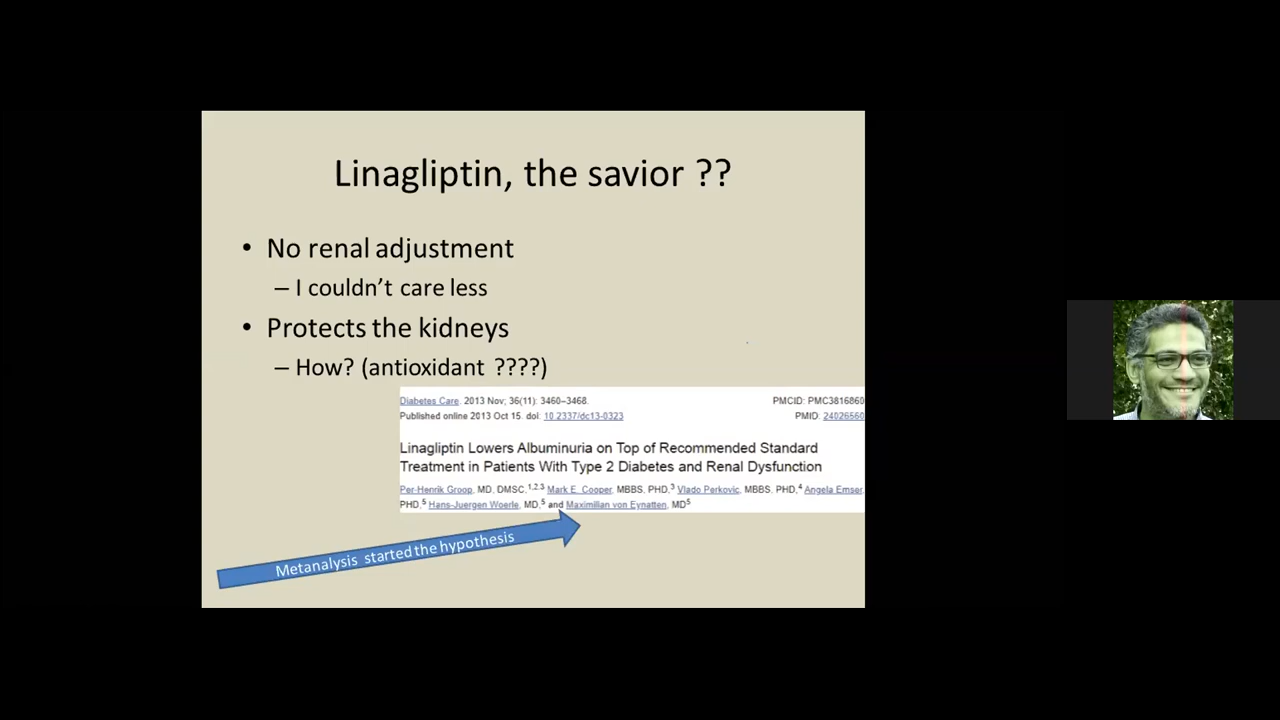 Linagliptin, the savior ??
• No renal adjustment
– I couldn't care less
• Protects the kidneys
– How? (antioxidant ????)
Diabetes Care. 2013 Nov; 36(11): 3460–3468. PMCID: PMC3816860
Published online 2013 Oct 15. doi: 10.2337/dc13-0323 PMID: 24026560
Linagliptin Lowers Albuminuria on Top of Recommended Standard
Treatment in Patients With Type 2 Diabetes and Renal Dysfunction
Per-Henrik Groop, MD, DMSC,1,2,3 Mark E. Cooper, MBBS, PHD,3 Vlado Perkovic, MBBS, PHD,4 Angela Emser,
PHD,5 Hans-Juergen Woerle, MD,5 and Maximilian von Eynatten, MD5
Metanalysis started the hypothesis